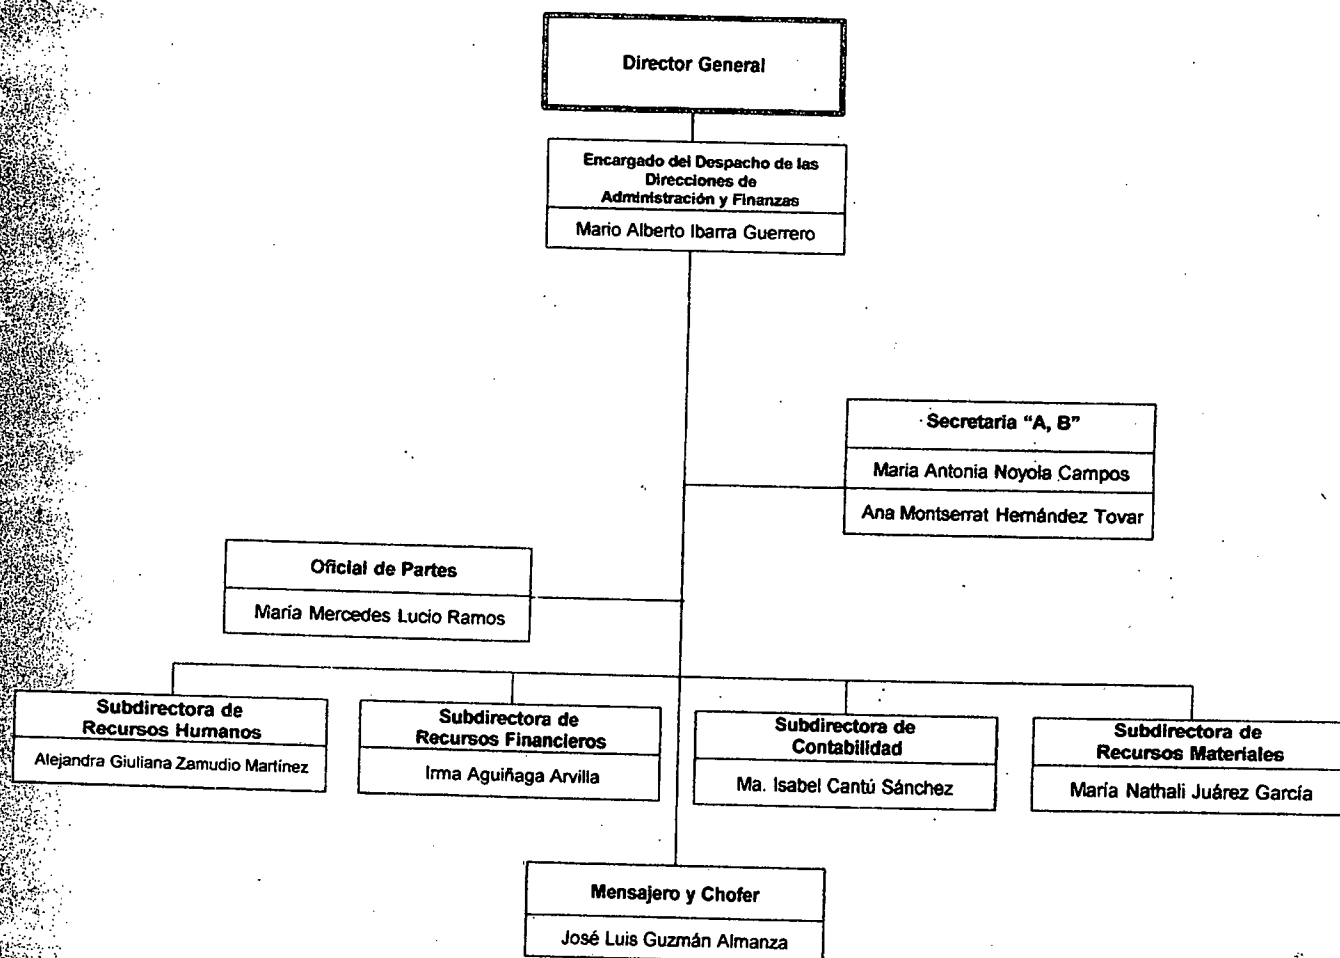 Director General
Encargado del Despacho de las
Direcciones de
Administración y Finanzas
Mario Alberto Ibarra Guerrero
Secretaria "A, B"
Maria Antonia Noyola Campos
Ana Montserrat Hernández Tovar
Oficial de Partes
María Mercedes Lucio Ramos
Subdirectora de
Recursos Humanos
Alejandra Giuliana Zamudio Martínez
Subdirectora de
Recursos Financieros
Irma Aguiñaga Arvilla
Subdirectora de
Contabilidad
Ma. Isabel Cantú Sánchez
Subdirectora de
Recursos Materiales
María Nathali Juárez García
Mensajero y Chofer
José Luis Guzmán Almanza